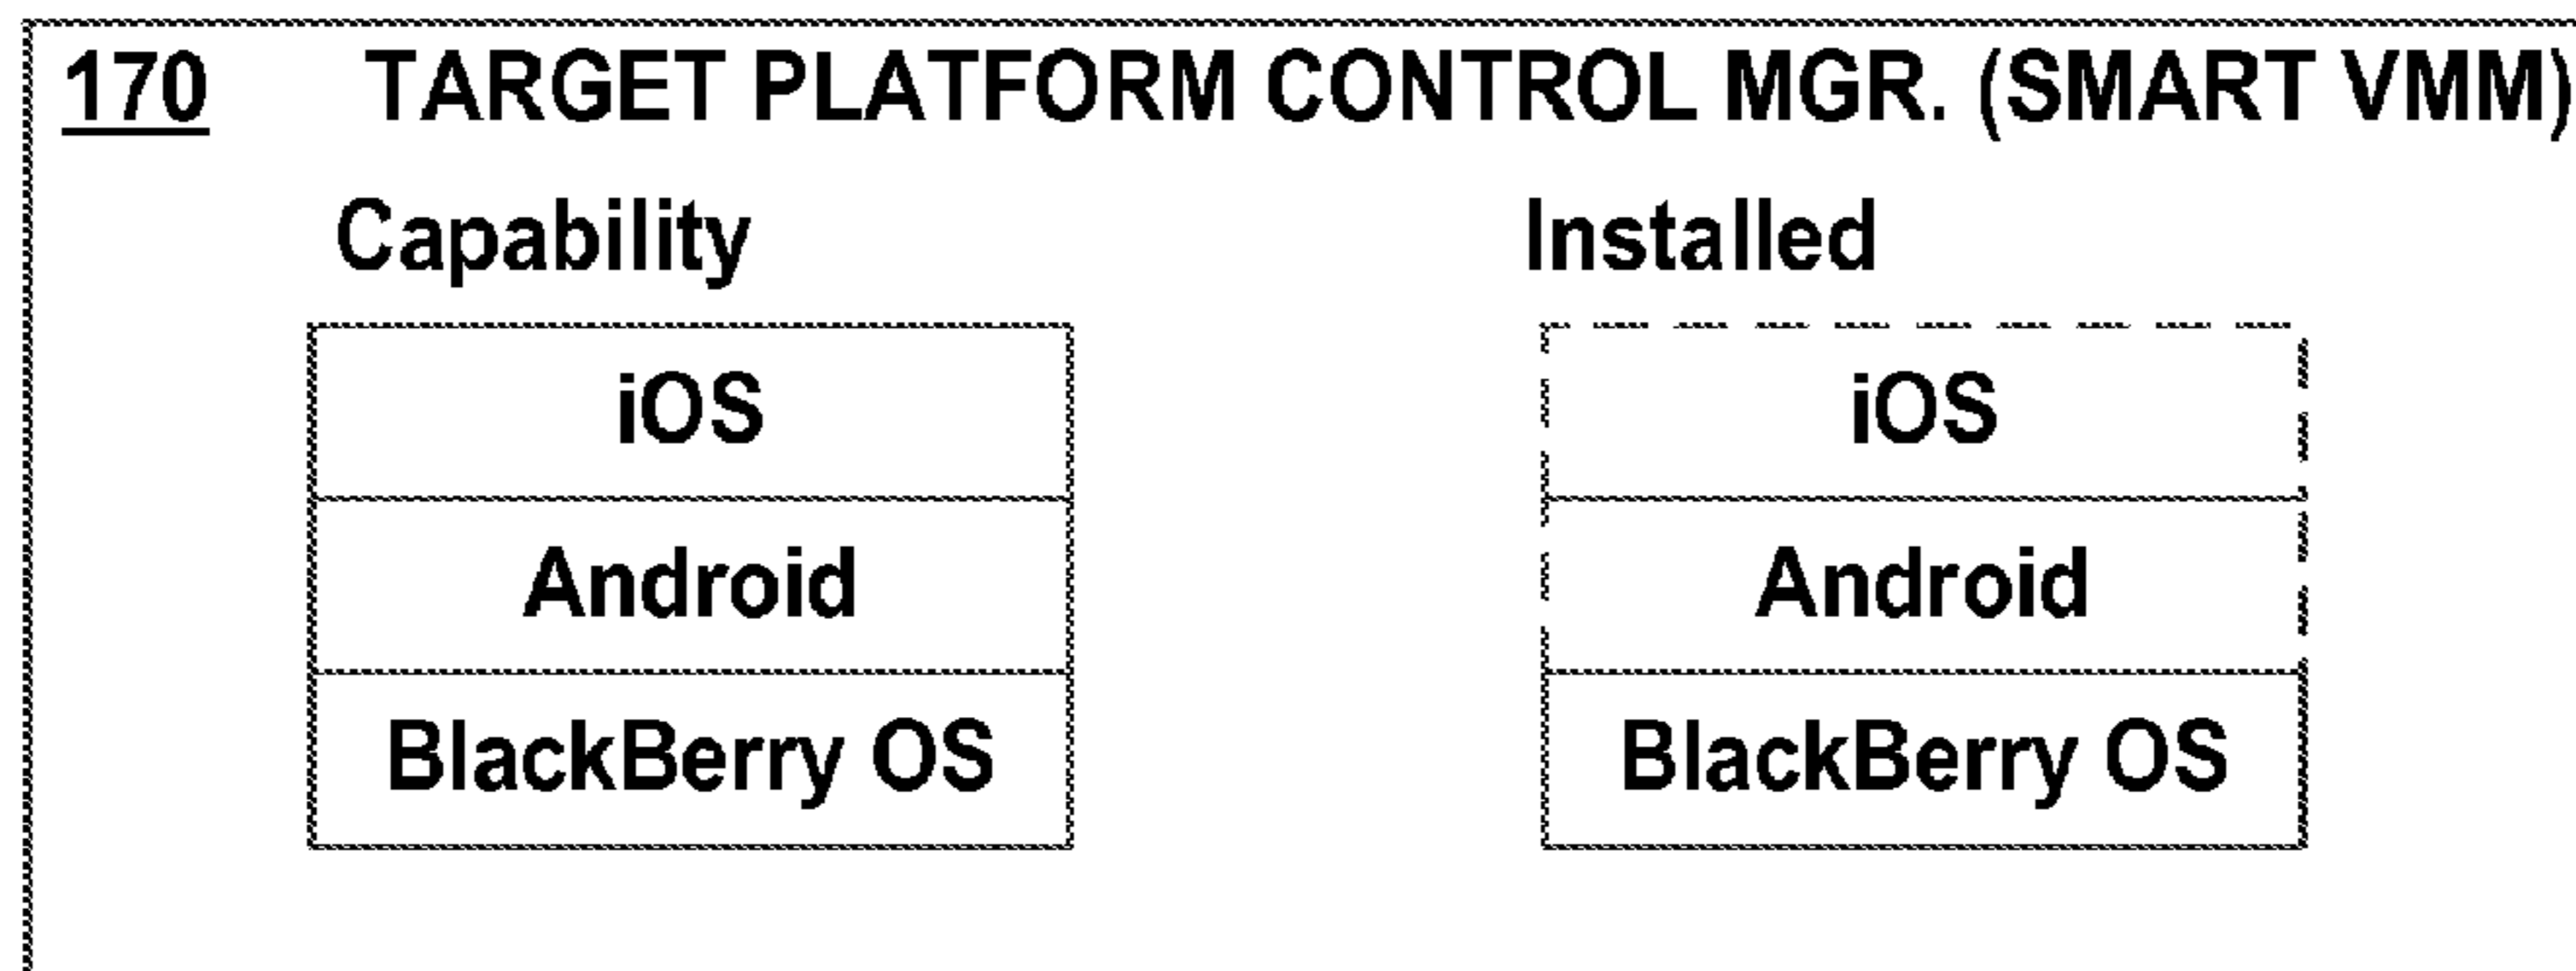 170 TARGET PLATFORM CONTROL MGR. (SMART VMM)
Capability Installed
iOS iOS
Android Android
BlackBerry OS BlackBerry OS